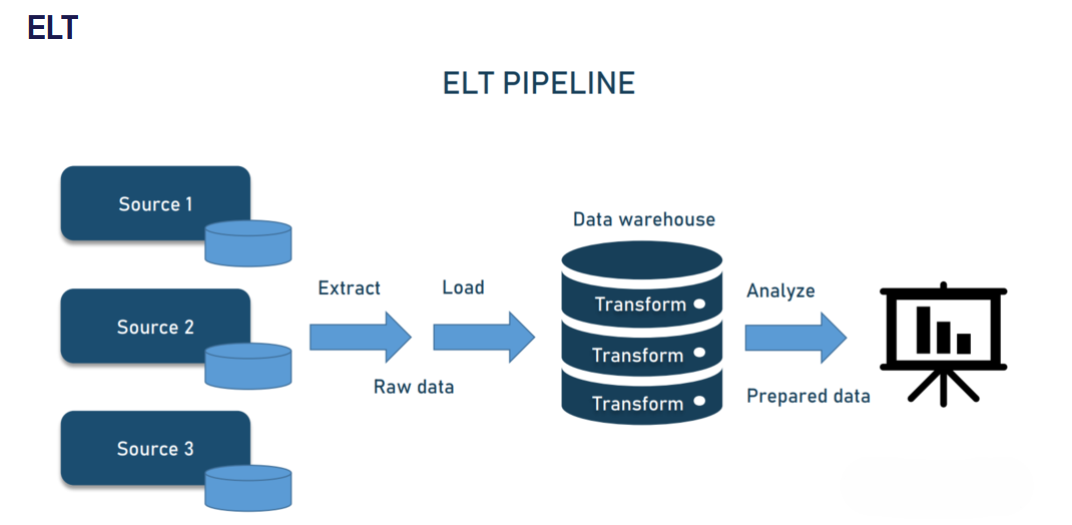 ELT
ELT PIPELINE
Source 1
Source 2
Source 3
Extract
Load
Raw data
Data warehouse
Transform
Transform
Transform
Analyze
Prepared data